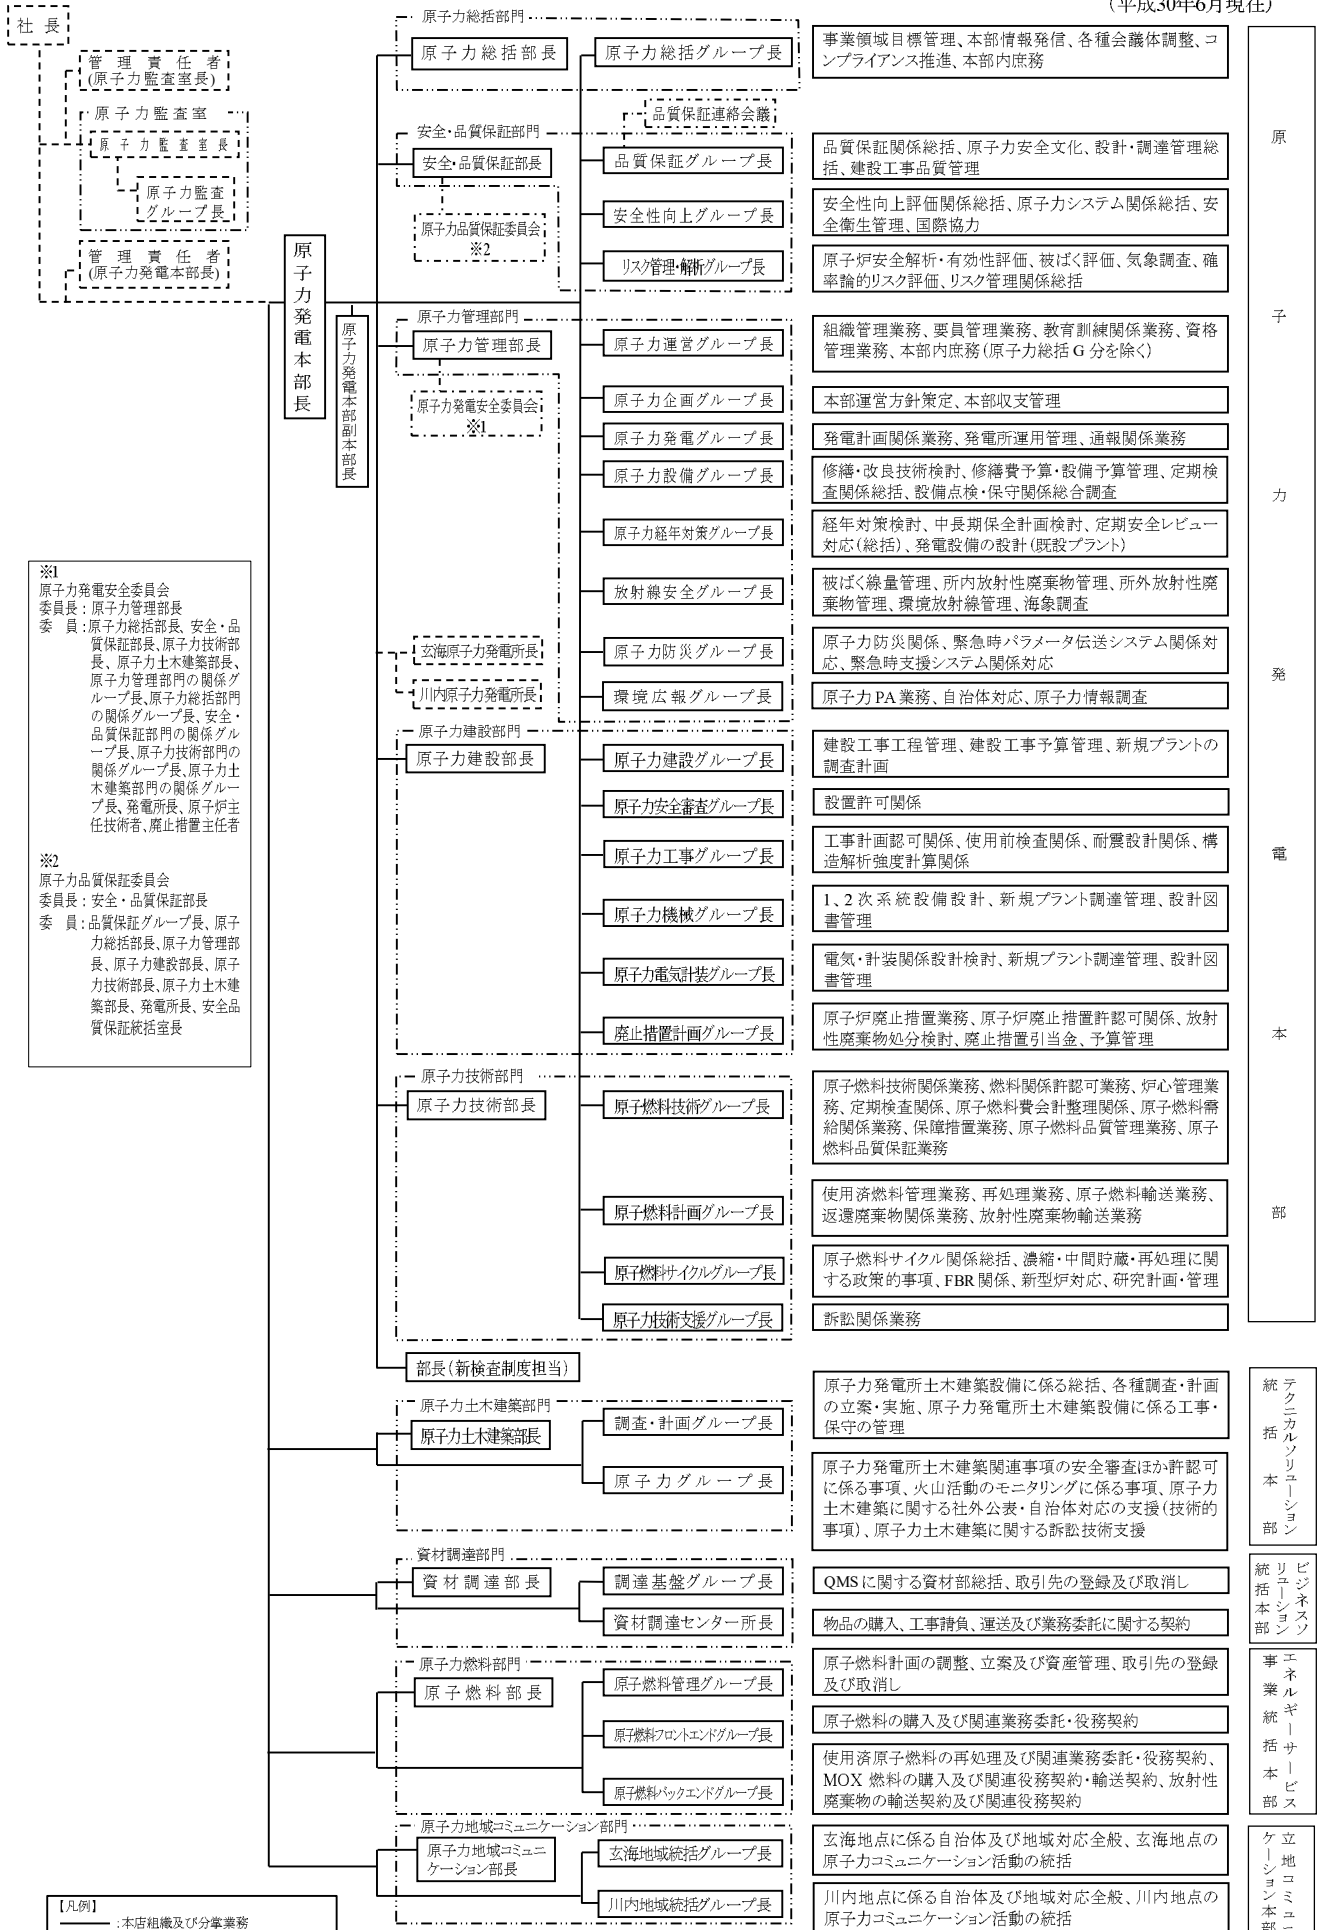 (平成30年6月現在)
社長
管理責任者
(原子力監査室長)
原子力監査室
原子力監査室長
原子力監査
グループ長
管理責任者
(原子力発電本部長)
原子力発電本部長
原子力発電本部副本部長
原子力総括部門
原子力総括部長
原子力総括グループ長
事業領域目標管理、本部情報発信、各種会議体調整、コ
ンプライアンス推進、本部内庶務
品質保証連絡会議
安全・品質保証部門
安全・品質保証部長
原子力品質保証委員会
※2
品質保証グループ長
品質保証関係総括、原子力安全文化、設計・調達管理総
括、建設工事品質管理
安全性向上グループ長
安全性向上評価関係総括、原子力システム関係総括、安
全衛生管理、国際協力
リスク管理・解析グループ長
原子炉安全解析・有効性評価、被ばく評価、気象調査、確
率論的リスク評価、リスク管理関係総括
原子力管理部門
原子力管理部長
原子力発電安全委員会
※1
原子力運営グループ長
組織管理業務、要員管理業務、教育訓練関係業務、資格
管理業務、本部内庶務(原子力総括G分を除く)
原子力企画グループ長
本部運営方針策定、本部収支管理
原子力発電グループ長
発電計画関係業務、発電所運用管理、通報関係業務
原子力設備グループ長
修繕・改良技術検討、修繕費予算・設備予算管理、定期検
査関係総括、設備点検・保守関係総合調査
原子力経年対策グループ長
経年対策検討、中長期保全計画検討、定期安全レビュー
対応(総括)、発電設備の設計(既設プラント)
放射線安全グループ長
被ばく線量管理、所内放射性廃棄物管理、所外放射性廃
棄物管理、環境放射線管理、海象調査
玄海原子力発電所長
川内原子力発電所長
原子力防災グループ長
原子力防災関係、緊急時パラメータ伝送システム関係対
応、緊急時支援システム関係対応
環境広報グループ長
原子力PA業務、自治体対応、原子力情報調査
原子力建設部門
原子力建設部長
原子力建設グループ長
建設工事工程管理、建設工事予算管理、新規プラントの
調査計画
原子力安全審査グループ長
設置許可関係
原子力工事グループ長
工事計画認可関係、使用前検査関係、耐震設計関係、構
造解析強度計算関係
原子力機械グループ長
1、2次系統設備設計、新規プラント調達管理、設計図
書管理
原子力電気計装グループ長
電気・計装関係設計検討、新規プラント調達管理、設計図
書管理
廃止措置計画グループ長
原子炉廃止措置業務、原子炉廃止措置許認可関係、放射
性廃棄物処分検討、廃止措置引当金、予算管理
原子力技術部門
原子力技術部長
原子燃料技術グループ長
原子燃料技術関係業務、燃料関係許認可業務、炉心管理業
務、定期検査関係、原子燃料費会計整理関係、原子燃料需
給関係業務、保障措置業務、原子燃料品質管理業務、原子
燃料品質保証業務
原子燃料計画グループ長
使用済燃料管理業務、再処理業務、原子燃料輸送業務、
返還廃棄物関係業務、放射性廃棄物輸送業務
原子燃料サイクルグループ長
原子燃料サイクル関係総括、濃縮・中間貯蔵・再処理に関
する政策的事項、FBR関係、新型炉対応、研究計画・管理
原子力技術支援グループ長
訴訟関係業務
部長(新検査制度担当)
原子力発電本部
※1
原子力発電安全委員会
委員長:原子力管理部長
委 員:原子力総括部長、安全・品
質保証部長、原子力技術部
長、原子力土木建築部長、
原子力管理部門の関係グ
ループ長、原子力総括部門
の関係グループ長、安全・
品質保証部門の関係グル
ープ長、原子力技術部門の
関係グループ長、原子力土
木建築部門の関係グルー
プ長、発電所長、原子炉主
任技術者、廃止措置主任者
※2
原子力品質保証委員会
委員長:安全・品質保証部長
委 員:品質保証グループ長、原子
力総括部長、原子力管理部
長、原子力建設部長、原子
力技術部長、原子力土木建
築部長、発電所長、安全品
質保証統括室長
原子力土木建築部門
原子力土木建築部長
調査・計画グループ長
原子力発電所土木建築設備に係る総括、各種調査・計画
の立案・実施、原子力発電所土木建築設備に係る工事・
保守の管理
原子力グループ長
原子力発電所土木建築関連事項の安全審査ほか許認可
に係る事項、火山活動のモニタリングに係る事項、原子力
土木建築に関する社外公表・自治体対応の支援(技術的
事項)、原子力土木建築に関する訴訟技術支援
テクニカルソリューション
統括本部
資材調達部門
資材調達部長
調達基盤グループ長
QMSに関する資材部総括、取引先の登録及び取消し
資材調達センター所長
物品の購入、工事請負、運送及び業務委託に関する契約
ビジネスソ
リューション
統括本部
原子力燃料部門
原子燃料部長
原子燃料管理グループ長
原子燃料計画の調整、立案及び資産管理、取引先の登録
及び取消し
原子燃料フロントエンドグループ長
原子燃料の購入及び関連業務委託・役務契約
原子燃料バックエンドグループ長
使用済原子燃料の再処理及び関連業務委託・役務契約、
MOX燃料の購入及び関連役務契約・輸送契約、放射性
廃棄物の輸送契約及び関連役務契約
エネルギーサービス
事業統括本部
原子力地域コミュニケーション部門
原子力地域コミュニ
ケーション部長
玄海地域統括グループ長
玄海地点に係る自治体及び地域対応全般、玄海地点の
原子力コミュニケーション活動の統括
川内地域統括グループ長
川内地点に係る自治体及び地域対応全般、川内地点の
原子力コミュニケーション活動の統括
立地コミュニ
ケーション本部
【凡例】
:本店組織及び分掌業務